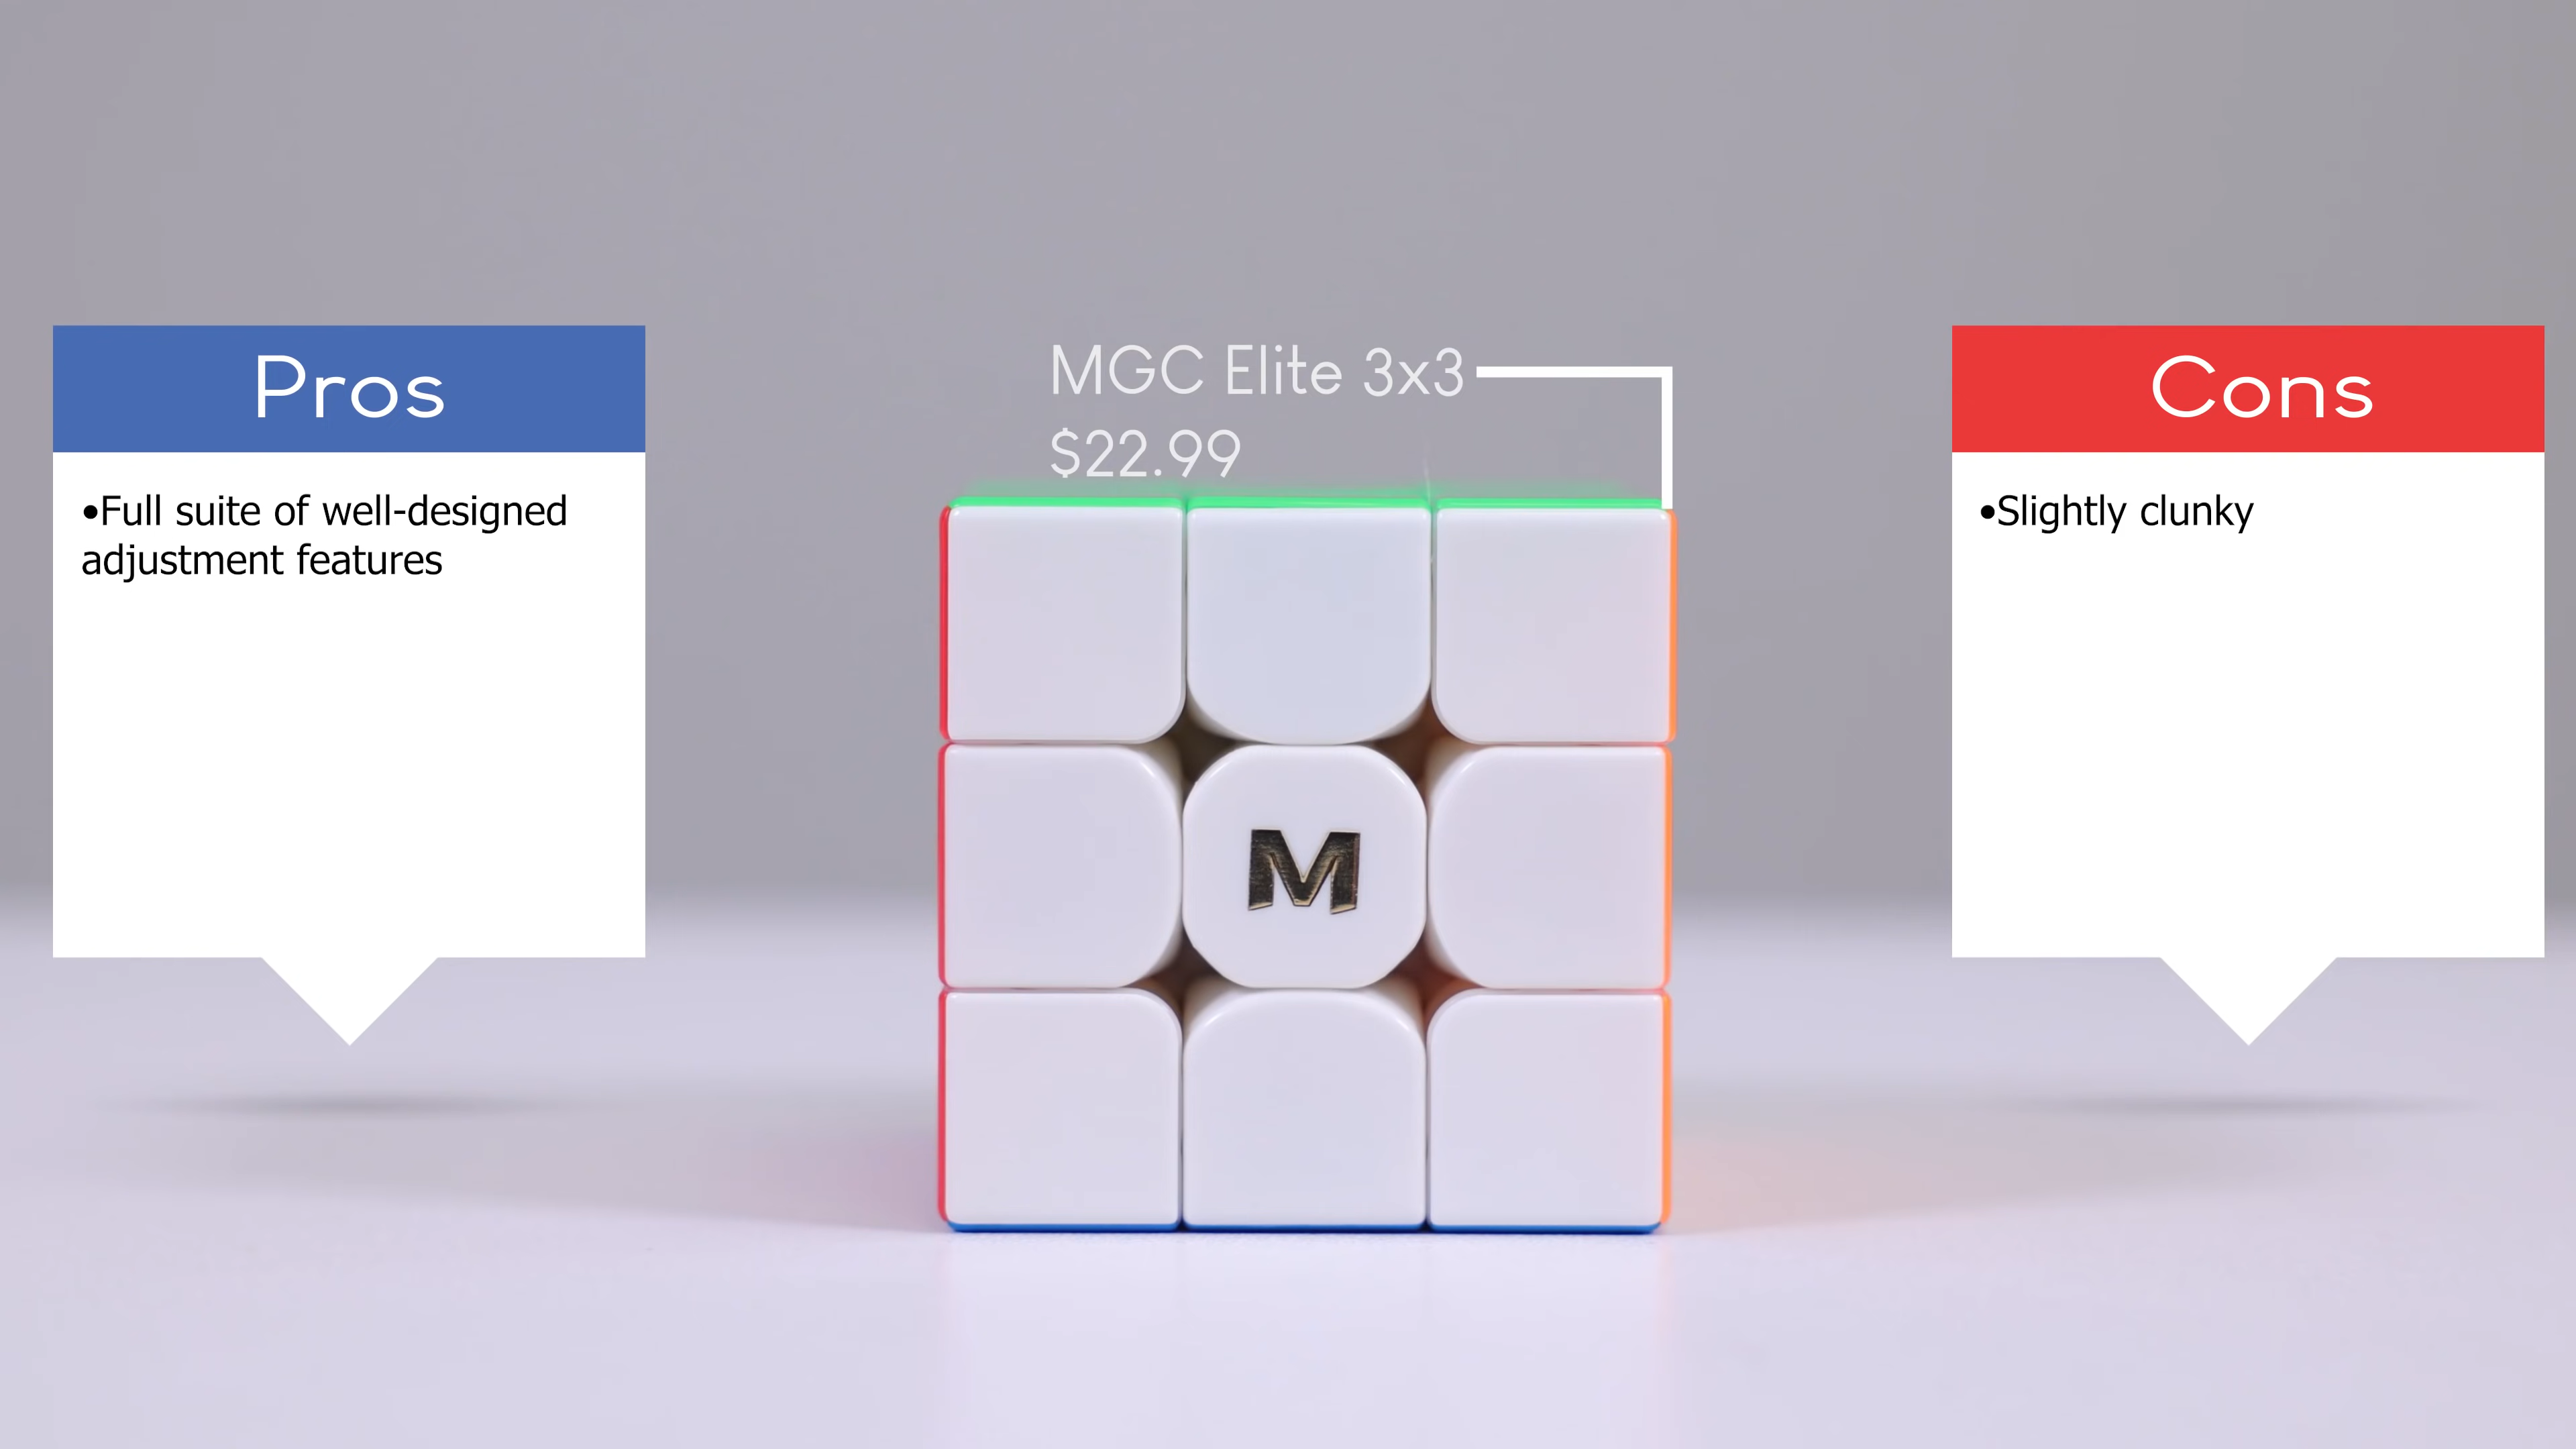 Pros
•Full suite of well-designed
adjustment features
MGC Elite 3x3
$22.99
M
Cons
•Slightly clunky